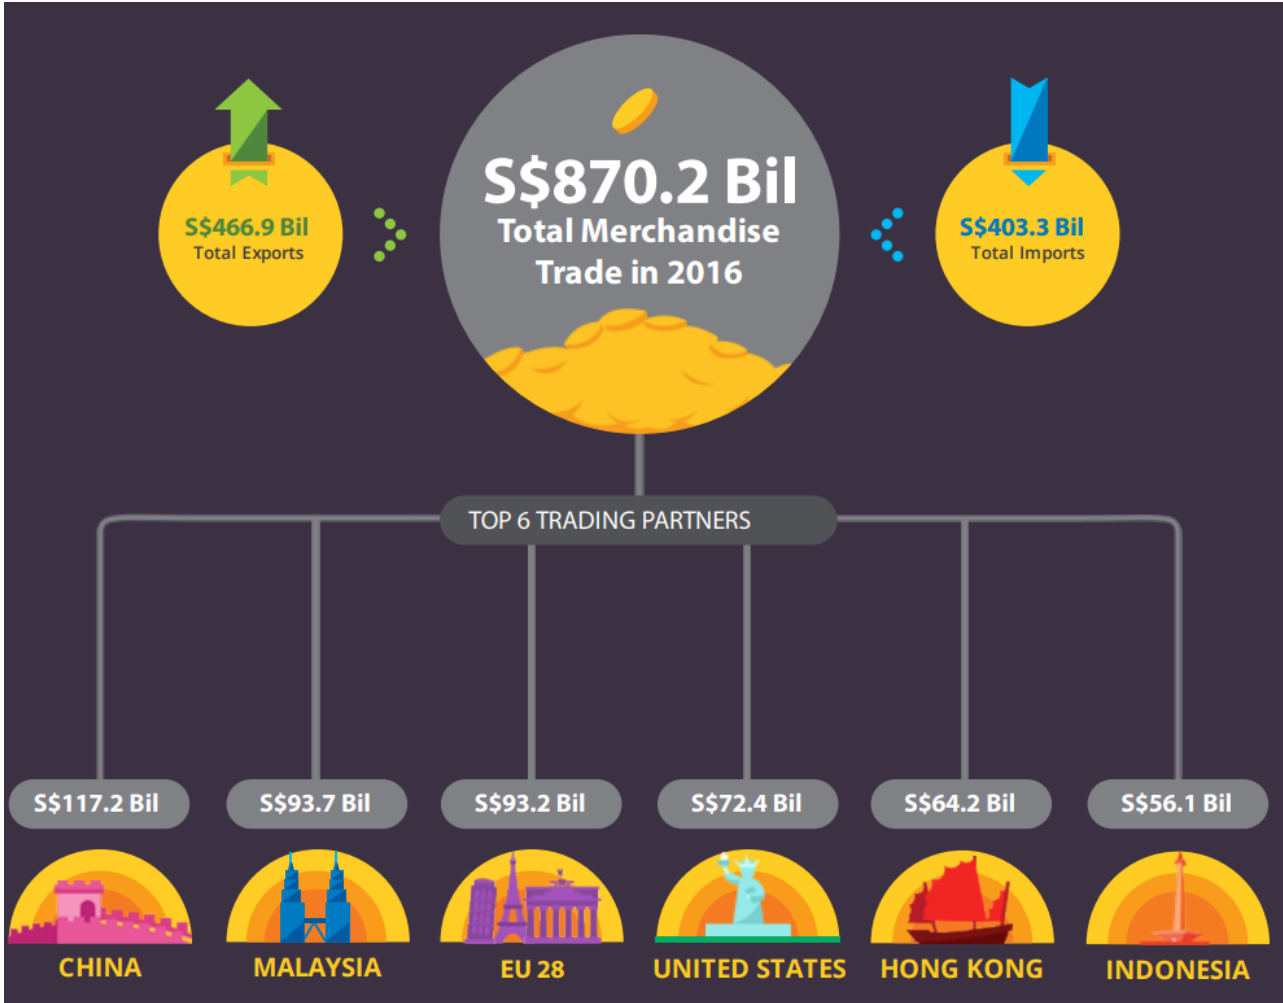 S$870.2 Bil
Total Merchandise
Trade in 2016
S$466.9 Bil
Total Exports
S$403.3 Bil
Total Imports
TOP 6 TRADING PARTNERS
S$117.2 Bil
CHINA
S$93.7 Bil
MALAYSIA
S$93.2 Bil
EU 28
S$72.4 Bil
UNITED STATES
S$64.2 Bil
HONG KONG
S$56.1 Bil
INDONESIA